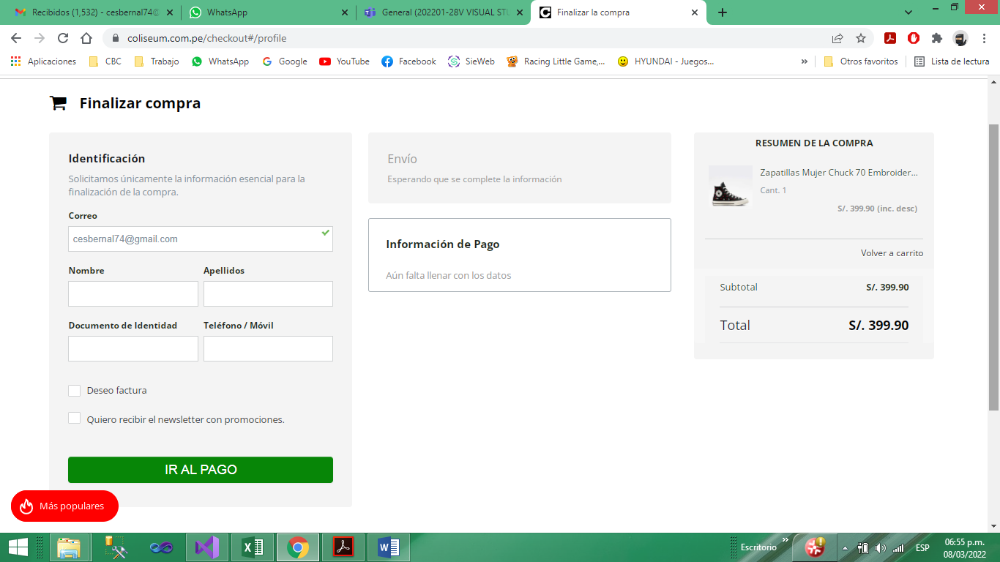 Recibidos (1,532) - cesbernal74@
WhatsApp
General (202201-28V VISUAL STU
Finalizar la compra
coliseum.com.pe/checkout#/profile
Aplicaciones
CBC
Trabajo
WhatsApp
Google
YouTube
Facebook
SieWeb
Racing Little Game,...
HYUNDAI - Juegos...
»
Otros favoritos
Lista de lectura
Finalizar compra
Identificación
Solicitamos únicamente la información esencial para la
finalización de la compra.
Correo
cesbernal74@gmail.com
Nombre
Apellidos
Documento de Identidad
Teléfono / Móvil
Deseo factura
Quiero recibir el newsletter con promociones.
IR AL PAGO
Más populares
Envío
Esperando que se complete la información
Información de Pago
Aún falta llenar con los datos
RESUMEN DE LA COMPRA
Zapatillas Mujer Chuck 70 Embroider...
Cant. 1
S/. 399.90 (inc. desc)
Volver a carrito
Subtotal S/. 399.90
Total S/. 399.90
Escritorio
»
ESP
06:55 p.m.
08/03/2022